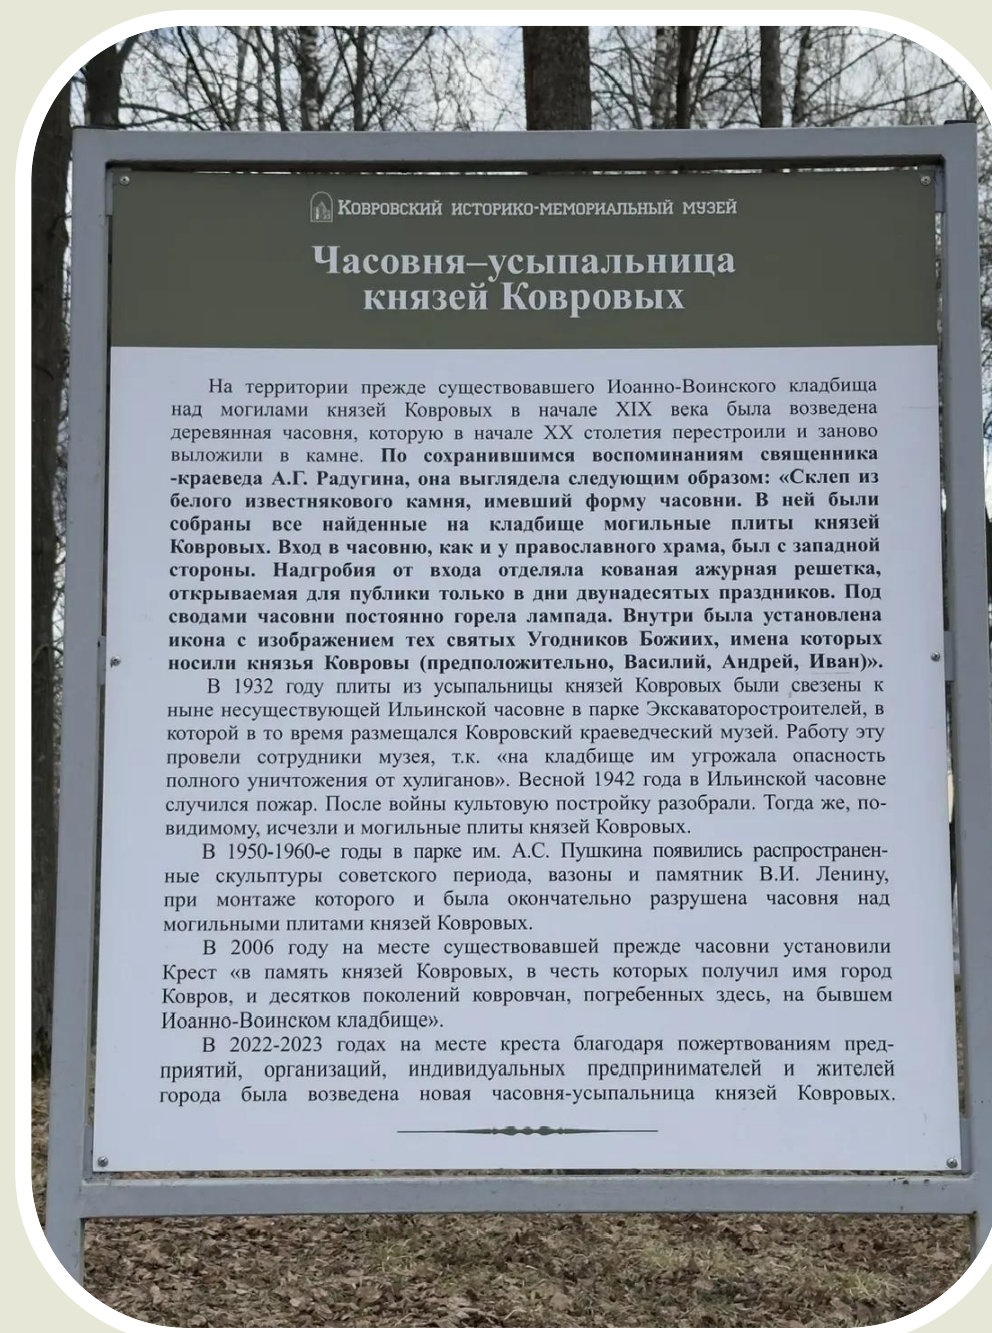 Ковровский историко-мемориальный музей
Часовня–усыпальница
князей Ковровых
На территории прежде существовавшего Иоанно-Воинского кладбища
над могилами князей Ковровых в начале XIX века была возведена
деревянная часовня, которую в начале XX столетия перестроили и заново
выложили в камне. По сохранившимся воспоминаниям священника
-краеведа А.Г. Радугина, она выглядела следующим образом: «Склеп из
белого известнякового камня, имевший форму часовни. В ней были
собраны все найденные на кладбище могильные плиты князей
Ковровых. Вход в часовню, как и у православного храма, был с западной
стороны. Надгробия от входа отделяла кованая ажурная решетка,
открываемая для публики только в дни двунадесятых праздников. Под
сводами часовни постоянно горела лампада. Внутри была установлена
икона с изображением тех святых Угодников Божиих, имена которых
носили князья Ковровы (предположительно, Василий, Андрей, Иван)».
В 1932 году плиты из усыпальницы князей Ковровых были свезены к
ныне несуществующей Ильинской часовне в парке Экскаваторостроителей, в
которой в то время размещался Ковровский краеведческий музей. Работу эту
провели сотрудники музея, т.к. «на кладбище им угрожала опасность
полного уничтожения от хулиганов». Весной 1942 года в Ильинской часовне
случился пожар. После войны культовую постройку разобрали. Тогда же, по-
видимому, исчезли и могильные плиты князей Ковровых.
В 1950-1960-е годы в парке им. А.С. Пушкина появились распространен-
ные скульптуры советского периода, вазоны и памятник В.И. Ленину,
при монтаже которого и была окончательно разрушена часовня над
могильными плитами князей Ковровых.
В 2006 году на месте существовавшей прежде часовни установили
Крест «в память князей Ковровых, в честь которых получил имя город
Ковров, и десятков поколений ковровчан, погребенных здесь, на бывшем
Иоанно-Воинском кладбище».
В 2022-2023 годах на месте креста благодаря пожертвованиям пред-
приятий, организаций, индивидуальных предпринимателей и жителей
города была возведена новая часовня-усыпальница князей Ковровых.